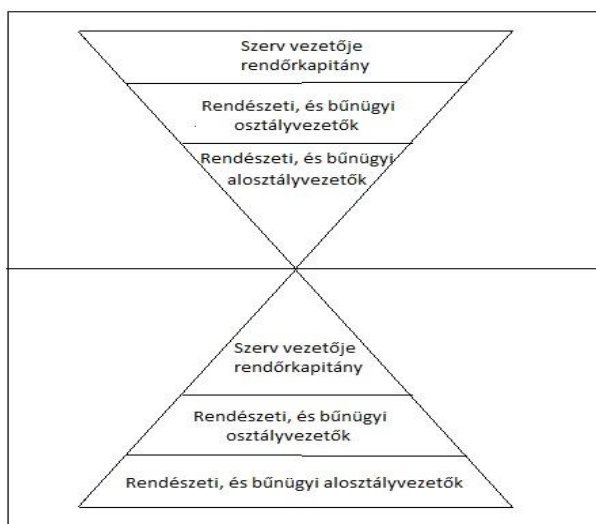 Szerv vezetője
rendőrkapitány
Rendészeti, és bűnügyi
osztályvezetők
Rendészeti, és bűnügyi
alosztályvezetők
Szerv vezetője
rendőrkapitány
Rendészeti, és bűnügyi
osztályvezetők
Rendészeti, és bűnügyi alosztályvezetők